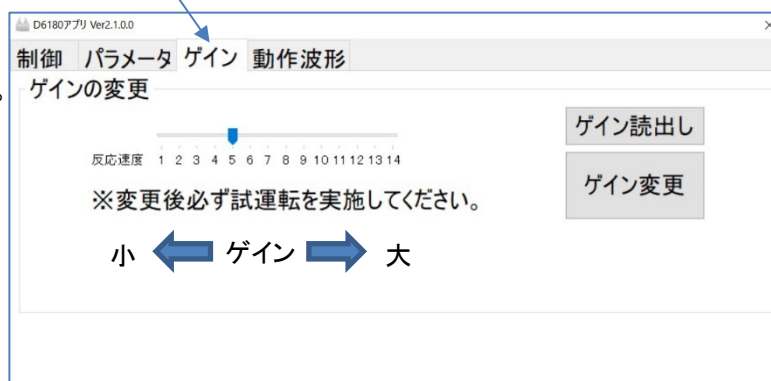 D6180アプリ Ver2.1.0.0
制御 パラメータ ゲイン 動作波形
ゲインの変更
ゲイン読出し
反応速度 1 2 3 4 5 6 7 8 9 10 11 12 13 14
ゲイン変更
※変更後必ず試運転を実施してください。
小 ゲイン 大